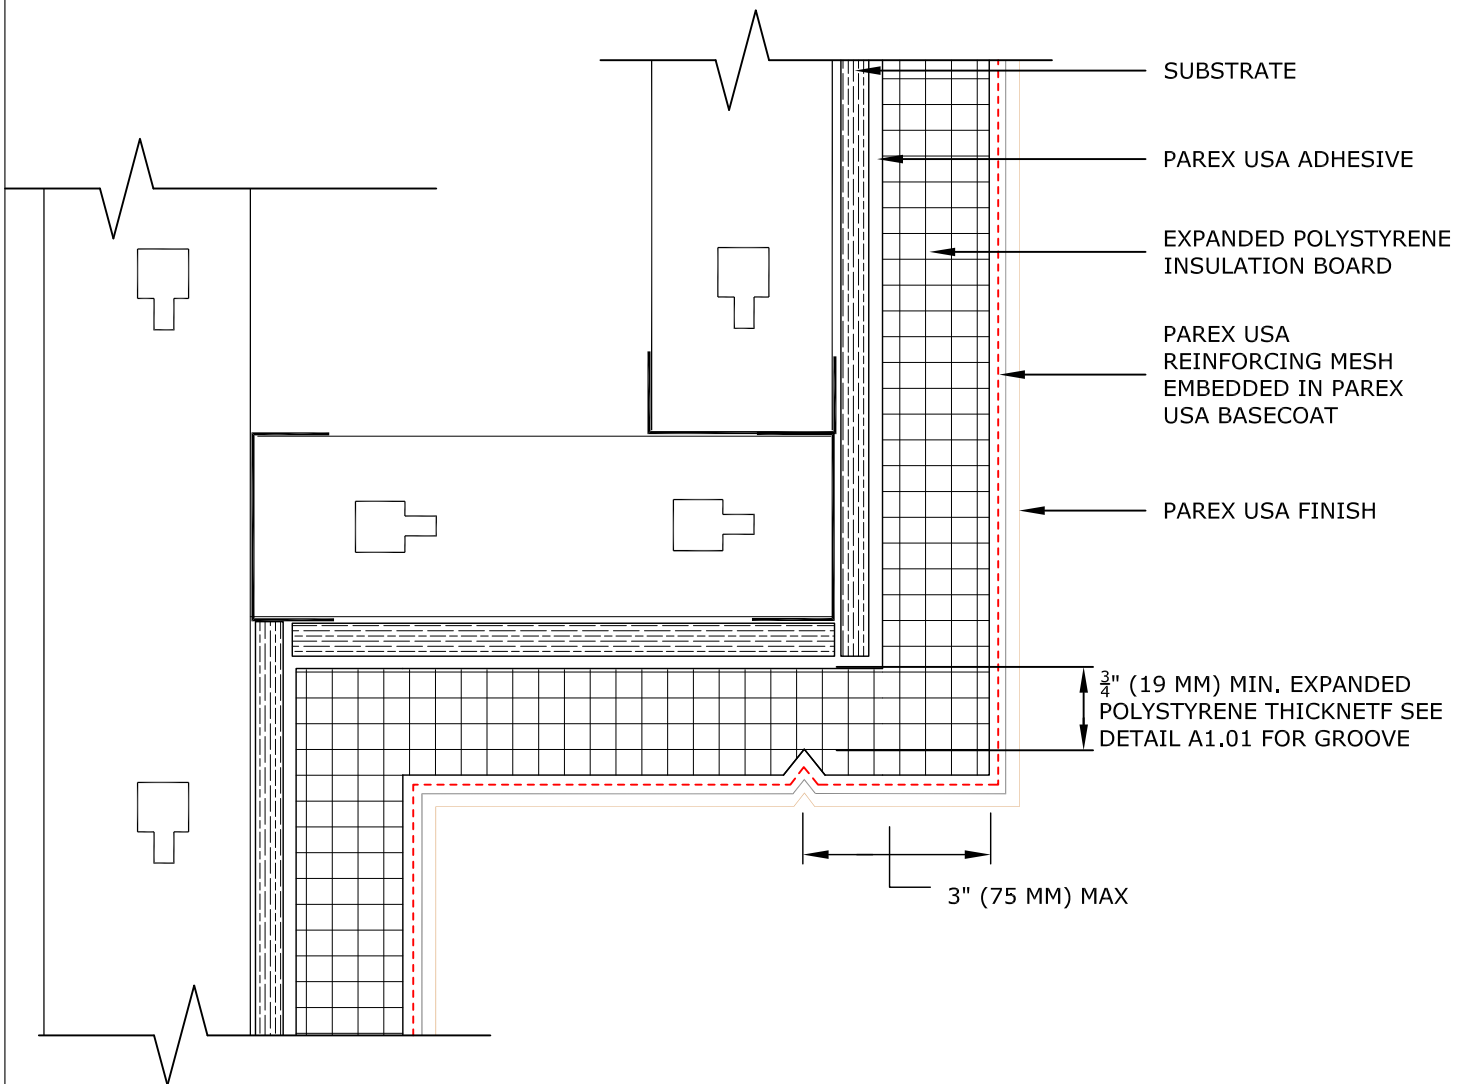 SUBSTRATE
PAREX USA ADHESIVE
EXPANDED POLYSTYRENE
INSULATION BOARD
PAREX USA
REINFORCING MESH
EMBEDDED IN PAREX
USA BASECOAT
PAREX USA FINISH
3/4" (19 MM) MIN. EXPANDED
POLYSTYRENE THICKNETF SEE
DETAIL A1.01 FOR GROOVE
3" (75 MM) MAX